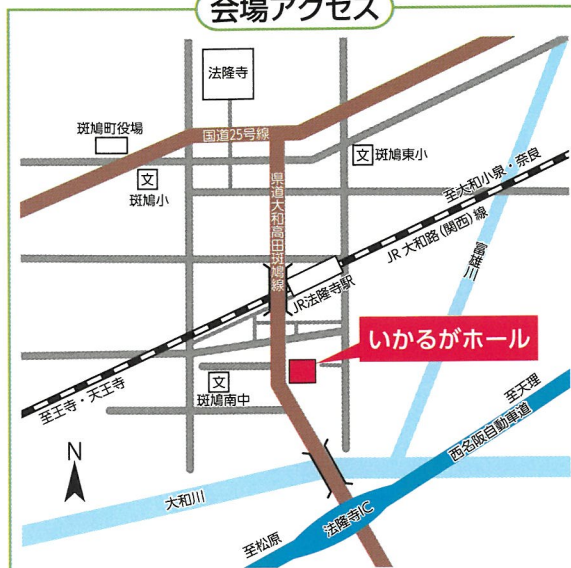 会場アクセス
法隆寺
斑鳩町役場
国道25号線
文
斑鳩小
文 斑鳩東小
県道大和高田斑鳩線
至大和小泉・奈良
JR 大和路(関西)線
富雄川
JR法隆寺駅
いかるがホール
文
斑鳩南中
至王寺・天王寺
至天理
西名阪自動車道
N
大和川
法隆寺IC
至松原